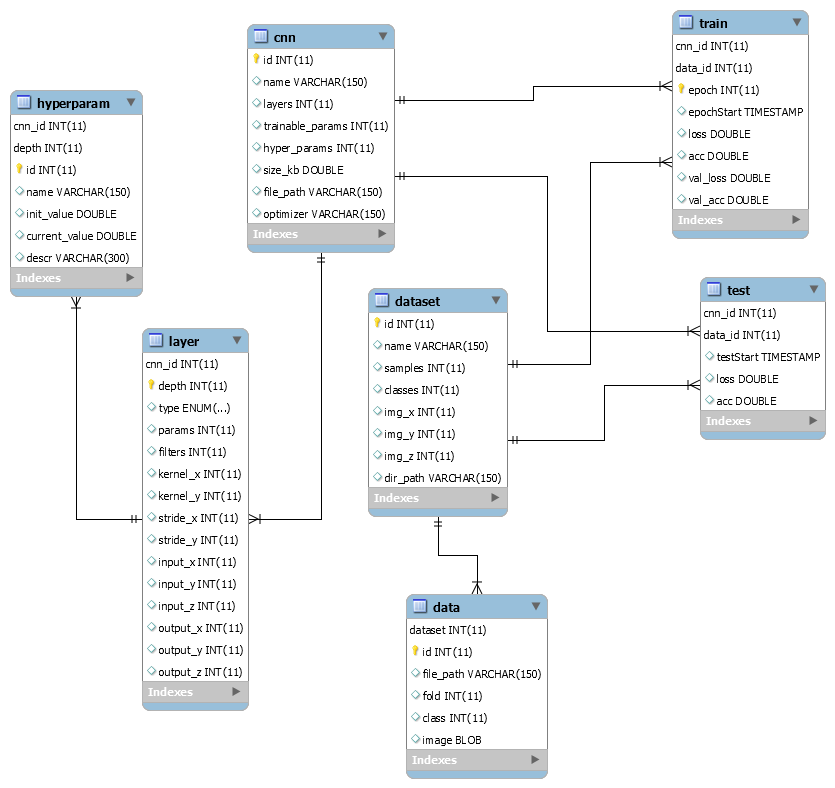 cnn
id INT(11)
name VARCHAR(150)
layers INT(11)
trainable_params INT(11)
hyper_params INT(11)
size_kb DOUBLE
file_path VARCHAR(150)
optimizer VARCHAR(150)
Indexes
train
cnn_id INT(11)
data_id INT(11)
epoch INT(11)
epochStart TIMESTAMP
loss DOUBLE
acc DOUBLE
val_loss DOUBLE
val_acc DOUBLE
Indexes
hyperparam
cnn_id INT(11)
depth INT(11)
id INT(11)
name VARCHAR(150)
init_value DOUBLE
current_value DOUBLE
descr VARCHAR(300)
Indexes
dataset
id INT(11)
name VARCHAR(150)
samples INT(11)
classes INT(11)
img_x INT(11)
img_y INT(11)
img_z INT(11)
dir_path VARCHAR(150)
Indexes
test
cnn_id INT(11)
data_id INT(11)
testStart TIMESTAMP
loss DOUBLE
acc DOUBLE
Indexes
layer
cnn_id INT(11)
depth INT(11)
type ENUM(...)
params INT(11)
filters INT(11)
kernel_x INT(11)
kernel_y INT(11)
stride_x INT(11)
stride_y INT(11)
input_x INT(11)
input_y INT(11)
input_z INT(11)
output_x INT(11)
output_y INT(11)
output_z INT(11)
Indexes
data
dataset INT(11)
id INT(11)
file_path VARCHAR(150)
fold INT(11)
class INT(11)
image BLOB
Indexes